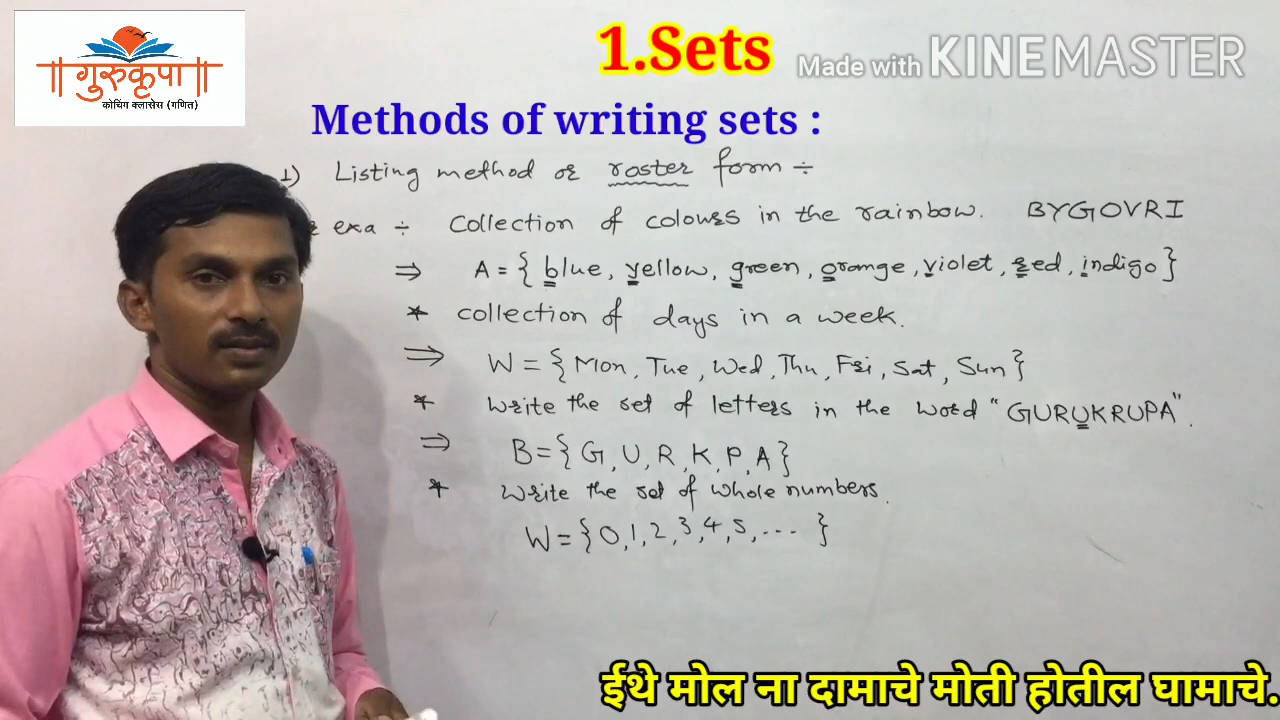 ॥ गुरुकृपा ॥
कोचिंग क्लासेस (गणित)
1.Sets
Made with KINEMASTER
Methods of writing sets :
1) Listing method or roster form ÷
exa ÷ Collection of colours in the rainbow. BYGOVRI
⇒ A = { blue, yellow, green, orange, violet, red, indigo }
* collection of days in a week.
⇒ W = { Mon, Tue, Wed, Thu, Fri, Sat, Sun }
* Write the set of letters in the word "GURUKRUPA".
⇒ B = { G, U, R, K, P, A }
* Write the set of whole numbers.
W = { 0, 1, 2, 3, 4, 5, ... }
ईथे मोल ना दामाचे मोती होतील घामाचे.